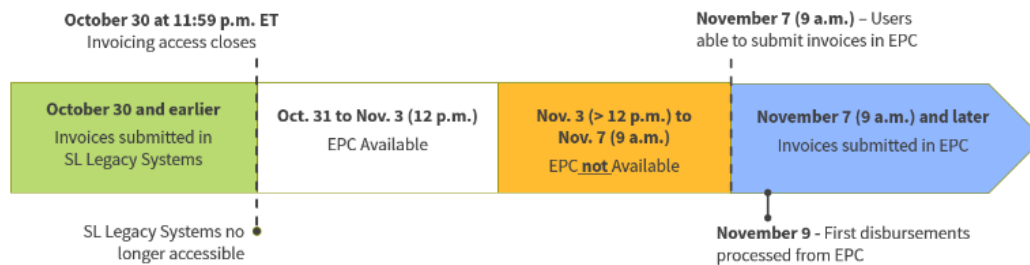 October 30 at 11:59 p.m. ET
Invoicing access closes
November 7 (9 a.m.) – Users
able to submit invoices in EPC
October 30 and earlier
Invoices submitted in
SL Legacy Systems
Oct. 31 to Nov. 3 (12 p.m.)
EPC Available
Nov. 3 (> 12 p.m.) to
Nov. 7 (9 a.m.)
EPC not Available
November 7 (9 a.m.) and later
Invoices submitted in EPC
SL Legacy Systems no
longer accessible
November 9 - First disbursements
processed from EPC